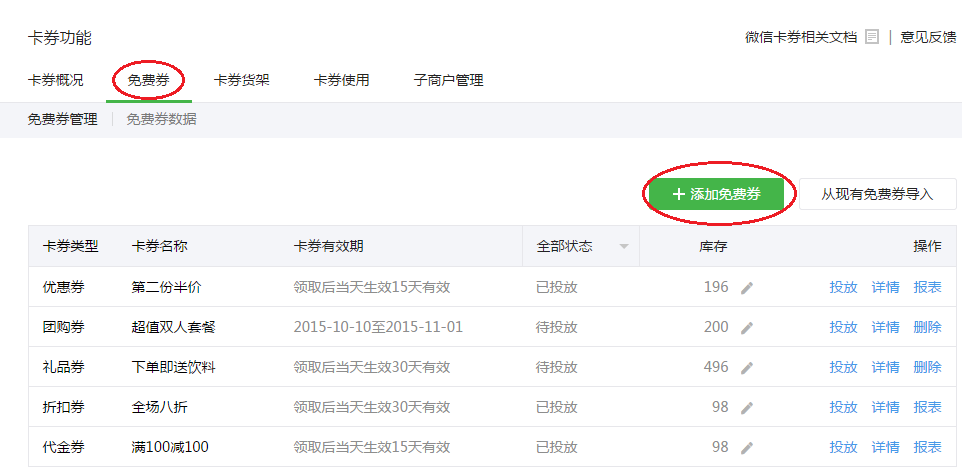 卡券功能
微信卡券相关文档 | 意见反馈
卡券概况 免费券 卡券货架 卡券使用 子商户管理
免费券管理 免费券数据
+ 添加免费券 从现有免费券导入
卡券类型 卡券名称 卡券有效期 全部状态 库存 操作
优惠券 第二份半价 领取后当天生效15天有效 已投放 196 投放 详情 报表
团购券 超值双人套餐 2015-10-10至2015-11-01 待投放 200 投放 详情 删除
礼品券 下单即送饮料 领取后当天生效30天有效 待投放 496 投放 详情 删除
折扣券 全场八折 领取后当天生效30天有效 已投放 98 投放 详情 报表
代金券 满100减100 领取后当天生效15天有效 已投放 98 投放 详情 报表